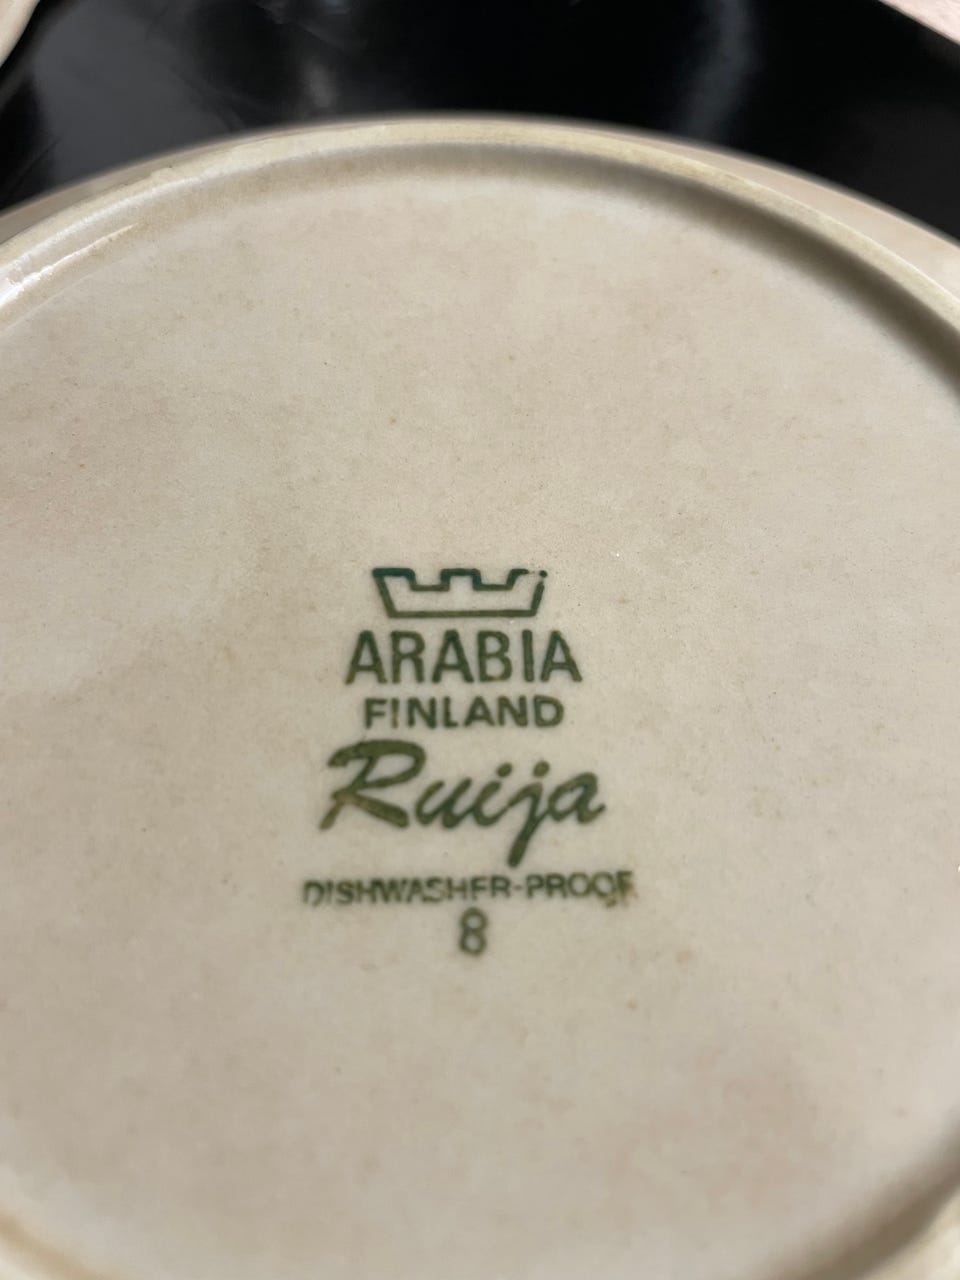 ARABIA
FINLAND
Ruija
DISHWASHER-PROOF
8